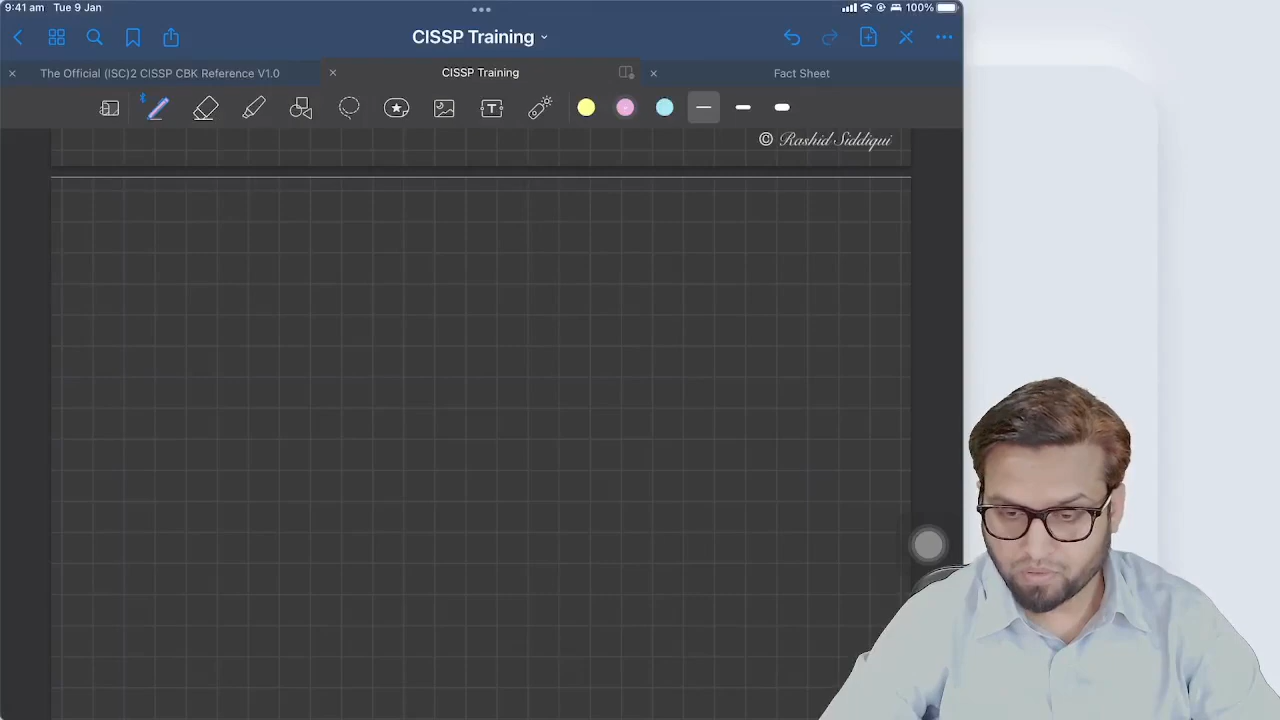 9:41 am Tue 9 Jan 100%
CISSP Training
The Official (ISC)2 CISSP CBK Reference V1.0 CISSP Training Fact Sheet
T
© Rashid Siddiqui